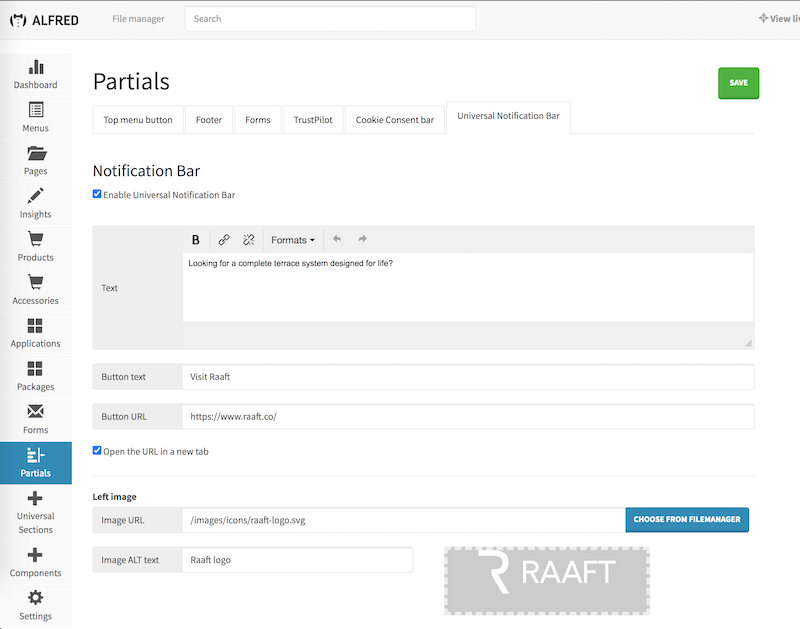 ALFRED
File manager
Search
View li
Dashboard
Menus
Pages
Insights
Products
Accessories
Applications
Packages
Forms
Partials
Universal
Sections
Components
Settings
Partials
SAVE
Top menu button
Footer
Forms
TrustPilot
Cookie Consent bar
Universal Notification Bar
Notification Bar
Enable Universal Notification Bar
B
Formats
Text
Looking for a complete terrace system designed for life?
Button text
Visit Raaft
Button URL
https://www.raaft.co/
Open the URL in a new tab
Left image
Image URL
/images/icons/raaft-logo.svg
CHOOSE FROM FILEMANAGER
Image ALT text
Raaft logo
RAAFT